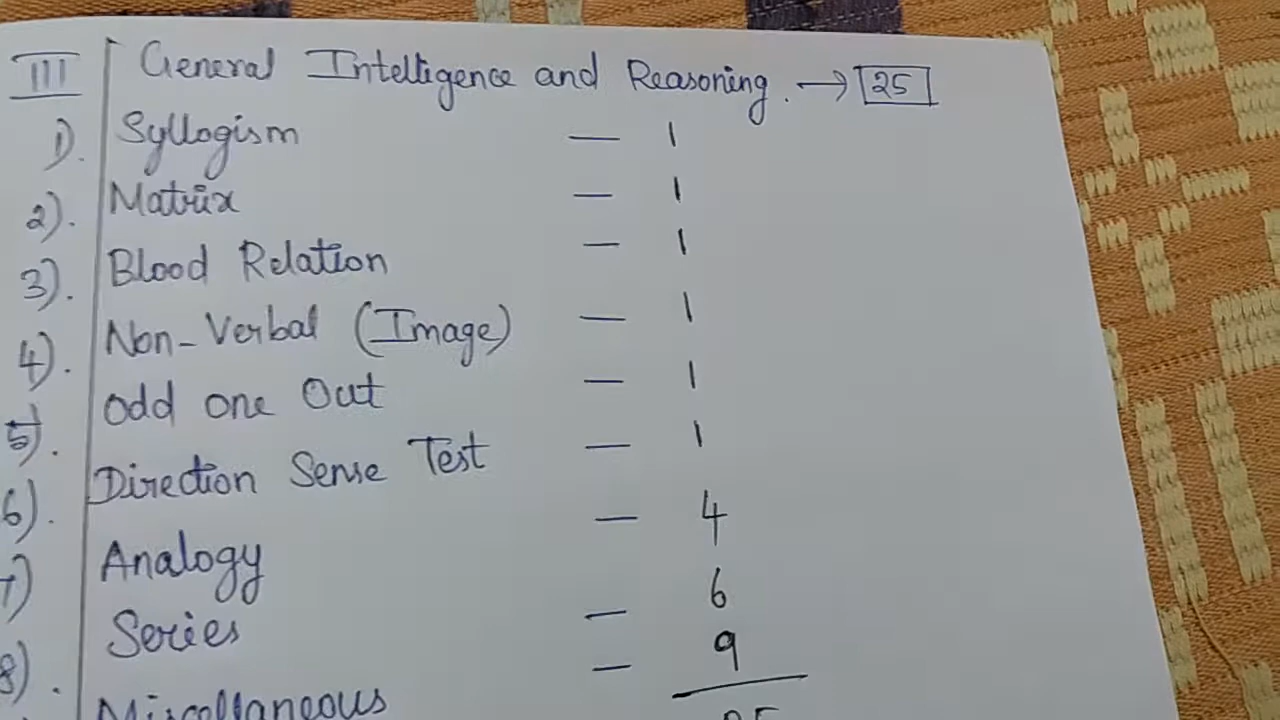 III General Intelligence and Reasoning. → 25
1). Syllogism — 1
2). Matrix — 1
3). Blood Relation — 1
4). Non-Verbal (Image) — 1
5). Odd one Out — 1
6). Direction Sense Test — 1
7) Analogy — 4
8). Series — 6
Miscellaneous — 9
25